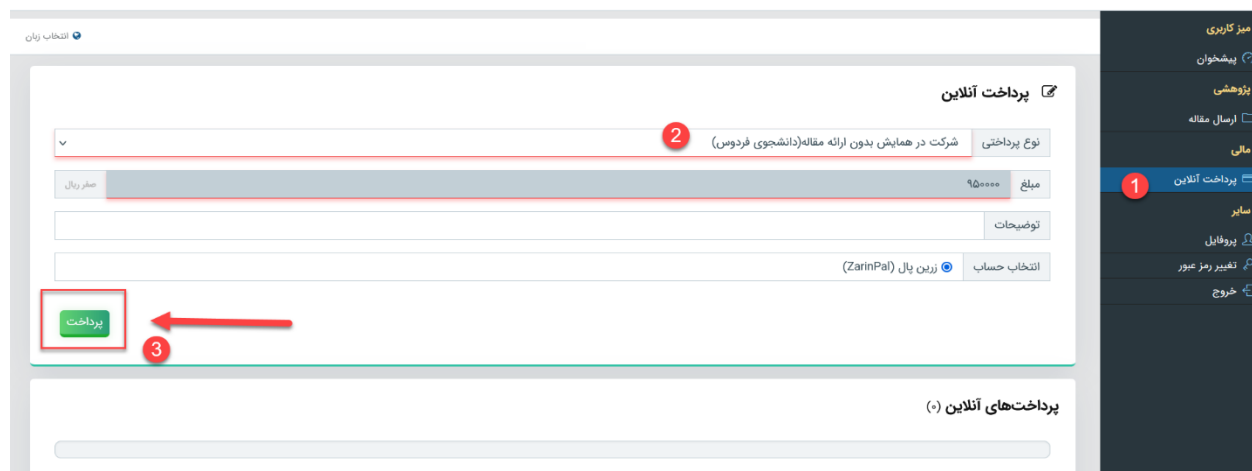 میز کاربری
پیشخوان
پژوهشی
ارسال مقاله
مالی
پرداخت آنلاین
1
سایر
پروفایل
تغییر رمز عبور
خروج
انتخاب زبان
پرداخت آنلاین
نوع پرداختی شرکت در همایش بدون ارائه مقاله(دانشجوی فردوس) 2
مبلغ ۹۵۰۰۰۰ صفر ریال
توضیحات
انتخاب حساب زرین پال (ZarinPal)
پرداخت
3
پرداخت‌های آنلاین (۰)